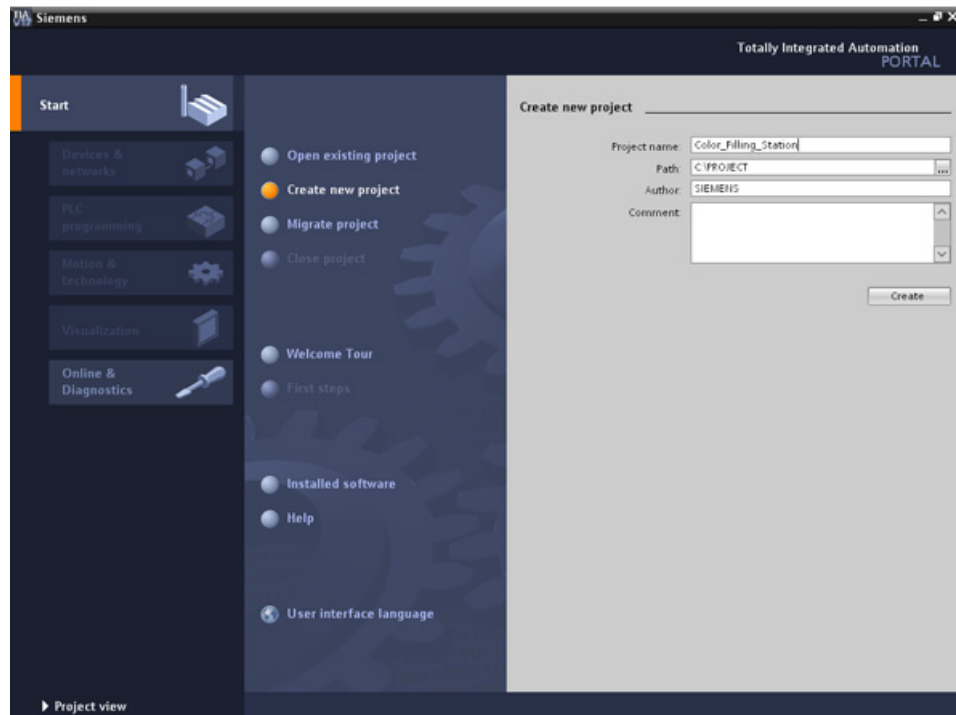 Siemens
Totally Integrated Automation
PORTAL
Start
Devices &
networks
PLC
programming
Motion &
technology
Visualization
Online &
Diagnostics
Project view
Open existing project
Create new project
Migrate project
Close project
Welcome Tour
First steps
Installed software
Help
User interface language
Create new project
Project name: Color_Filling_Station
Path: C:\PROJECT ...
Author: SIEMENS
Comment:
Create